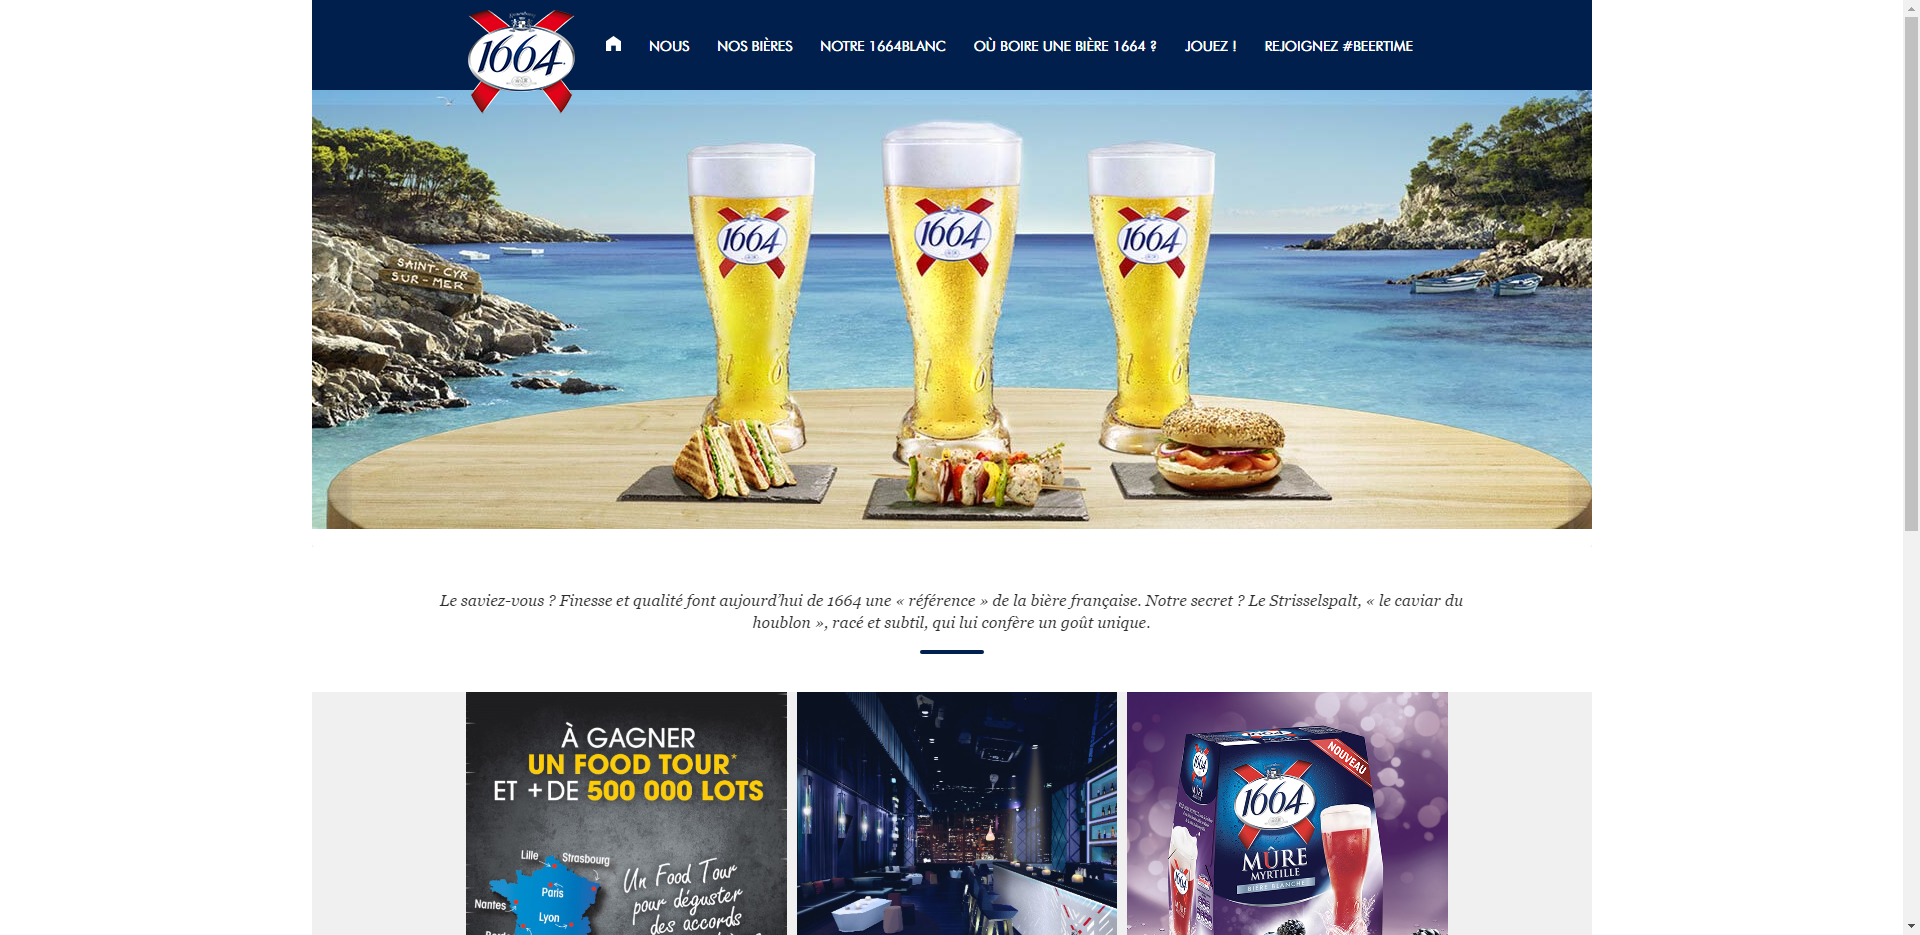 1664
NOUS
NOS BIÈRES
NOTRE 1664BLANC
OÙ BOIRE UNE BIÈRE 1664 ?
JOUEZ !
REJOIGNEZ #BEERTIME
SAINT-CYR
SUR-MER
1664
1664
1664
Le saviez-vous ? Finesse et qualité font aujourd'hui de 1664 une « référence » de la bière française. Notre secret ? Le Strisselspalt, « le caviar du
houblon », racé et subtil, qui lui confère un goût unique.
À GAGNER
UN FOOD TOUR*
ET + DE 500 000 LOTS
Lille
Strasbourg
Paris
Nantes
Lyon
Un Food Tour
pour déguster
des accords
NOUVEAU
1664
1664
MÛRE
MYRTILLE
BIÈRE BLANCHE
1664
MÛRE